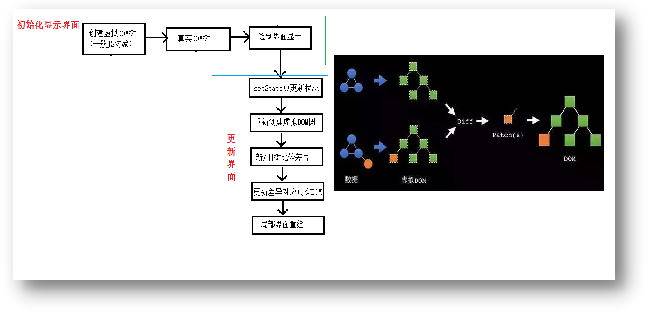 初始化显示界面
创建虚拟DOM树
(一般JS对象)
真实DOM树
绘制界面显示
setState()更新状态
重新创建虚拟DOM树
新/旧树比较差异
更新差异对应真实DOM
局部界面重绘
更新界面
数据
虚拟DOM
Diff
Patch(s)
DOM